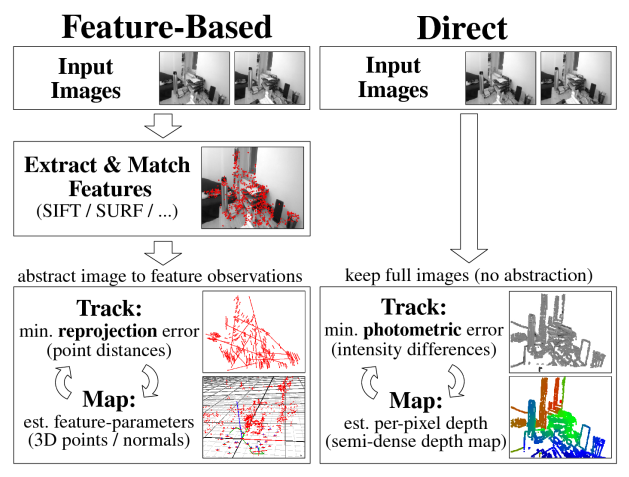 Feature-Based
Input
Images
Extract & Match
Features
(SIFT / SURF / ...)
abstract image to feature observations
Track:
min. reprojection error
(point distances)
Map:
est. feature-parameters
(3D points / normals)
Direct
Input
Images
keep full images (no abstraction)
Track:
min. photometric error
(intensity differences)
Map:
est. per-pixel depth
(semi-dense depth map)